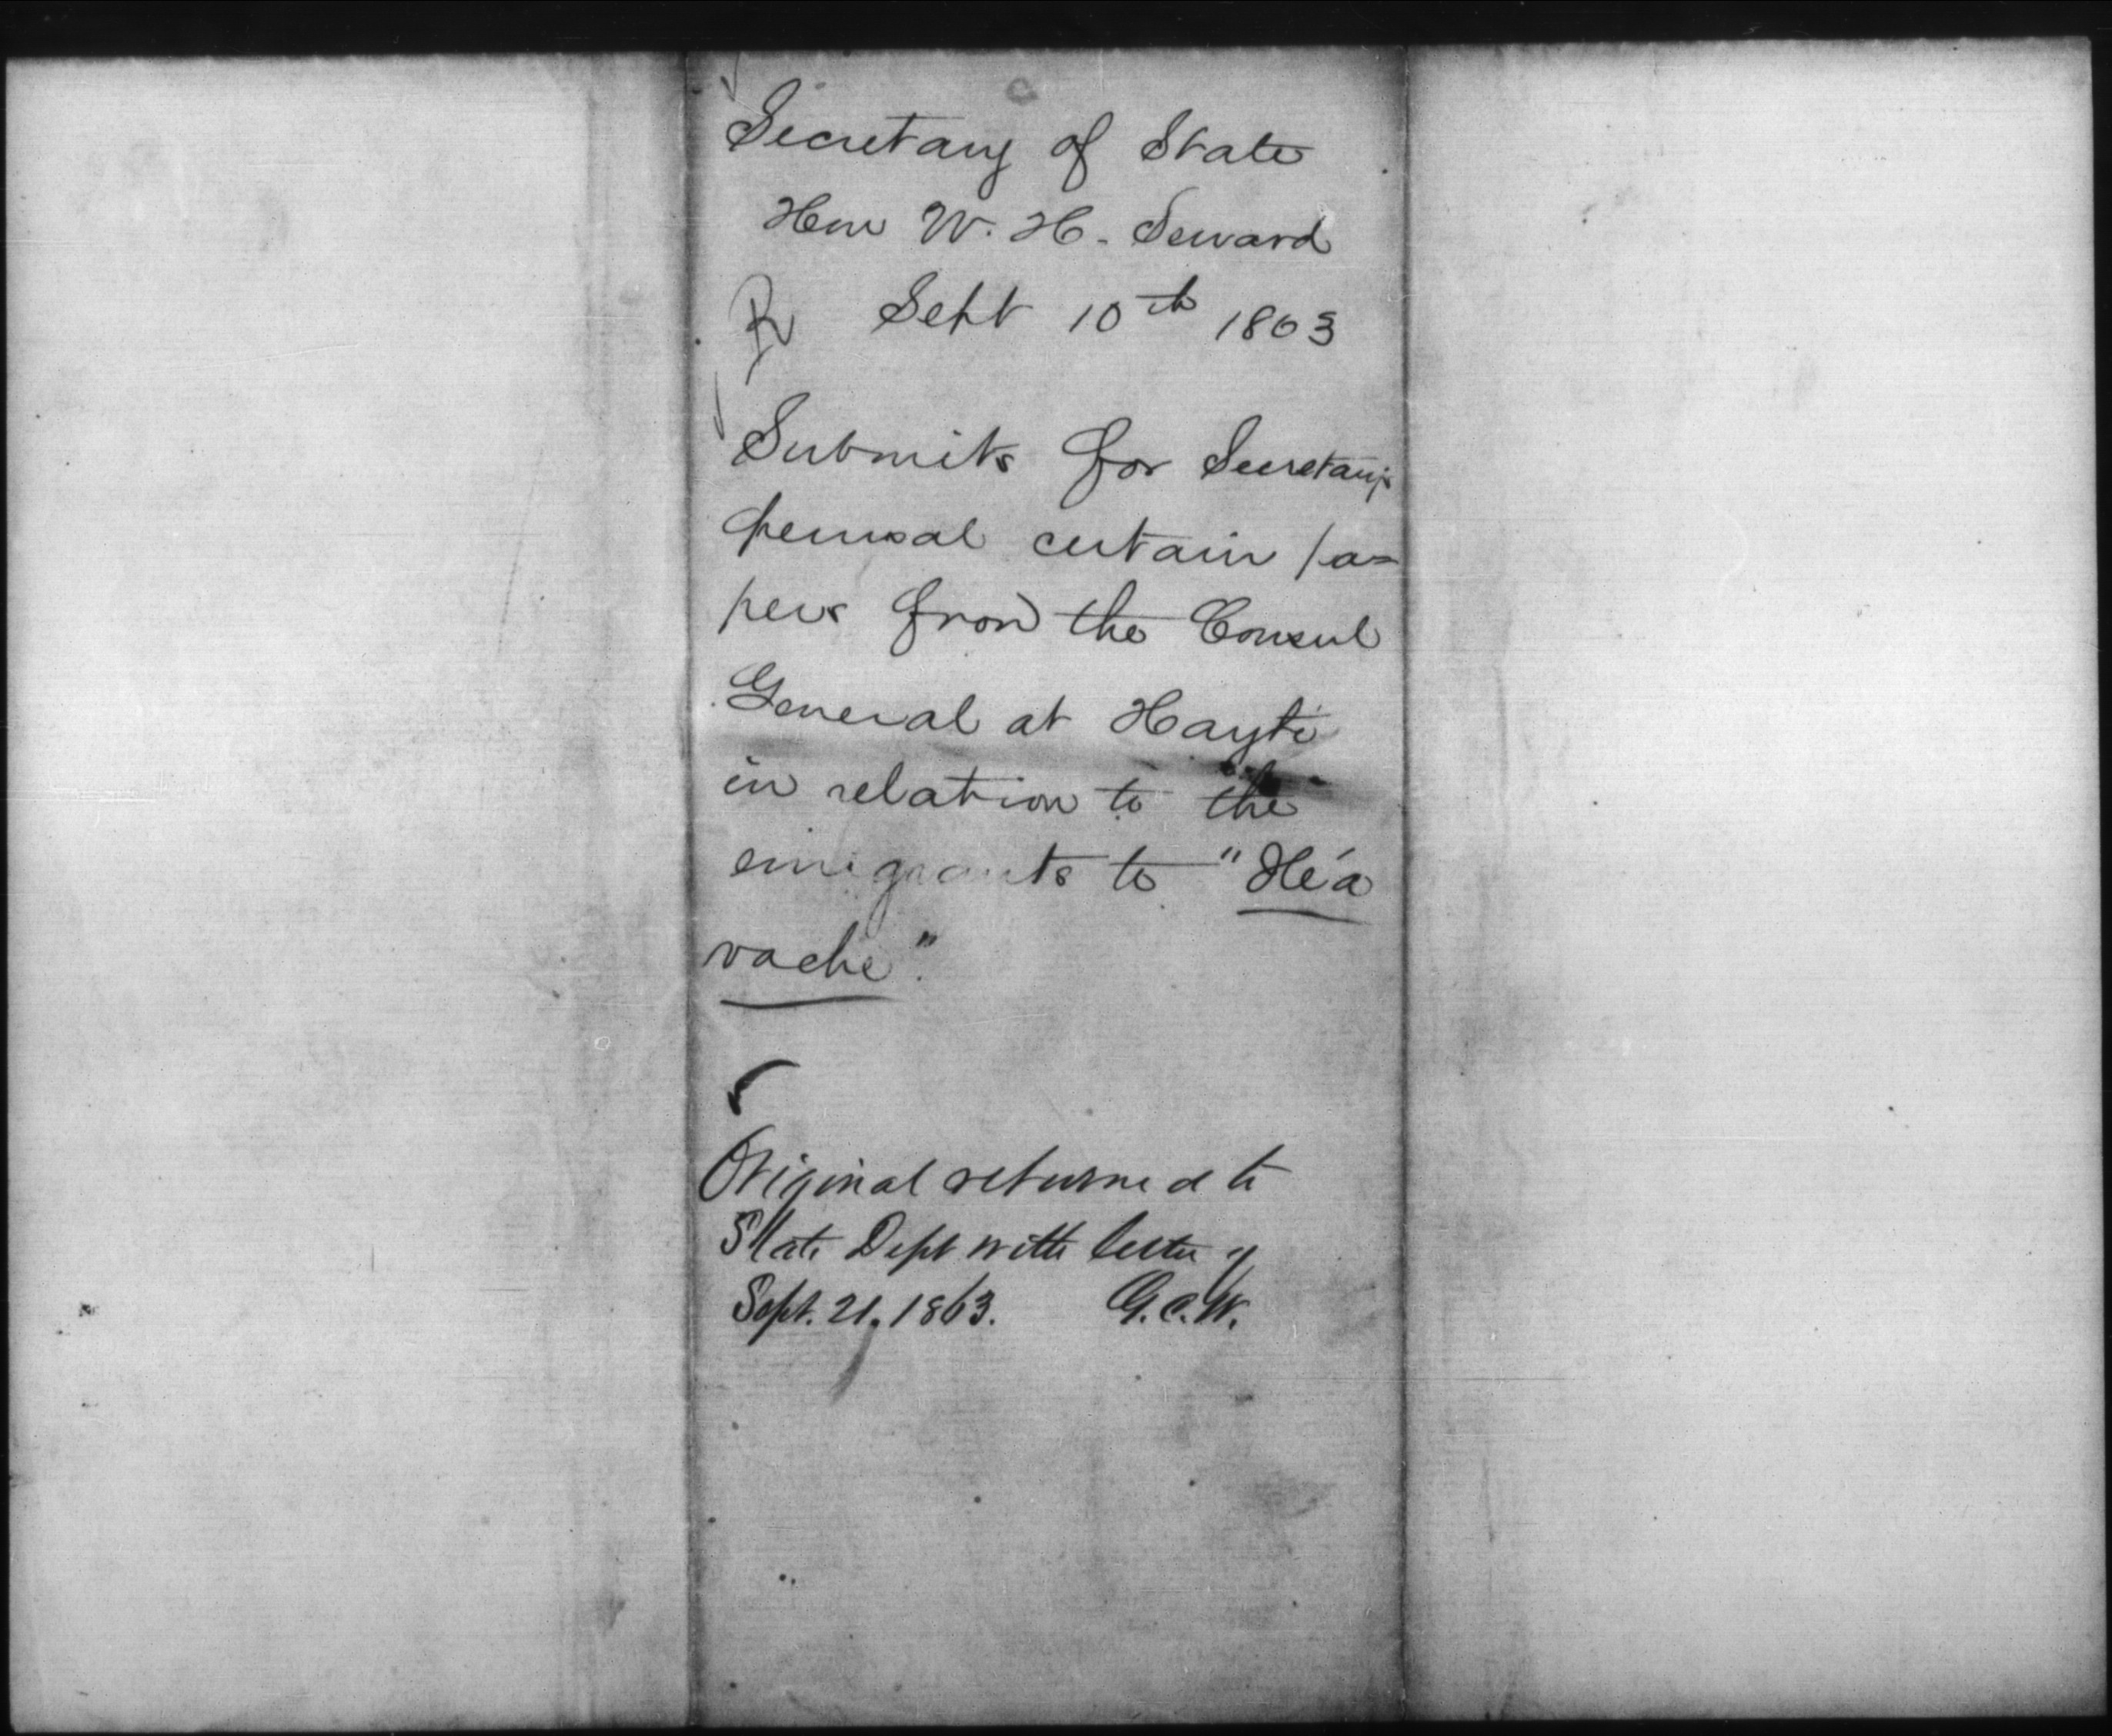 Secretary of State
Hon W. H. Seward
R Sept 10th 1863
Submits for Secretary's
perusal certain pa=
pers from the Consul
General at Hayti
in relation to the
emigrants to "Ile á
vache".
Original returned to
State Dept with letter of
Sept. 21, 1863. G.C.W.